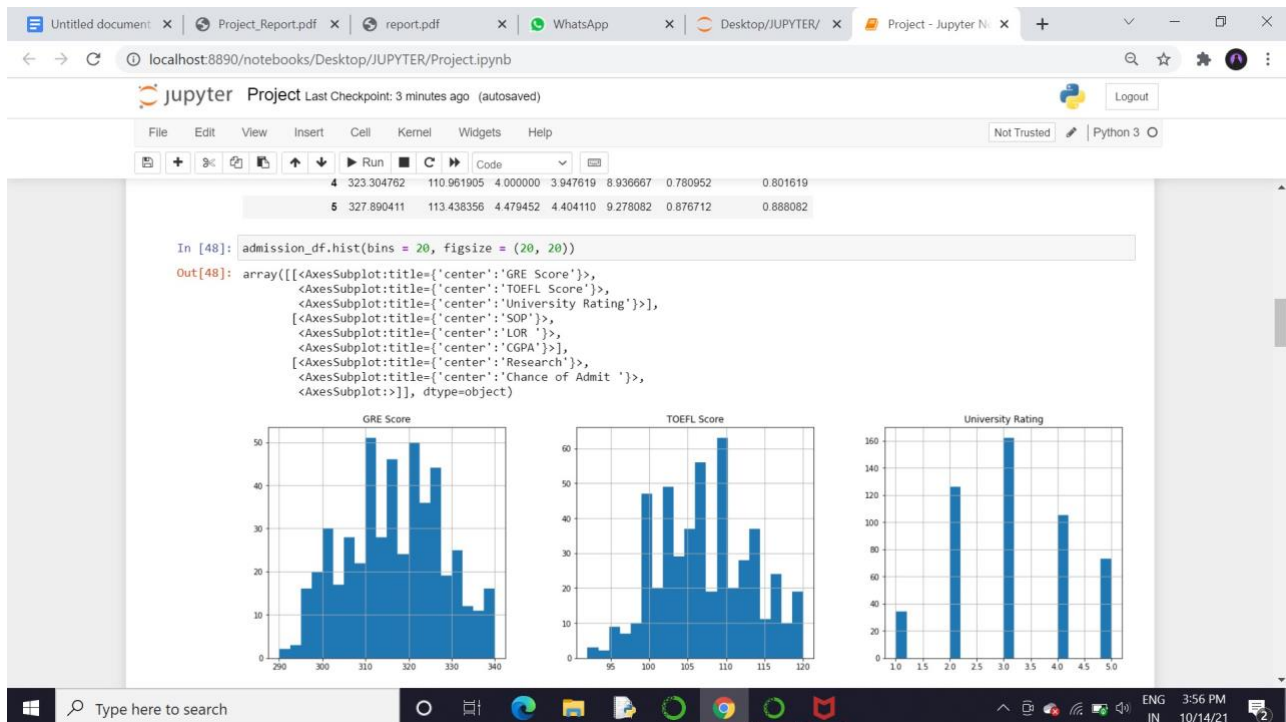 Untitled document
Project_Report.pdf
report.pdf
WhatsApp
Desktop/JUPYTER/
Project - Jupyter No
localhost:8890/notebooks/Desktop/JUPYTER/Project.ipynb
jupyter Project Last Checkpoint: 3 minutes ago (autosaved)
Logout
File Edit View Insert Cell Kernel Widgets Help
Not Trusted Python 3
Run Code
4 323.304762 110.961905 4.000000 3.947619 8.936667 0.780952 0.801619
5 327.890411 113.438356 4.479452 4.404110 9.278082 0.876712 0.888082
In [48]: admission_df.hist(bins = 20, figsize = (20, 20))
Out[48]: array([[<AxesSubplot:title={'center':'GRE Score'}>,
<AxesSubplot:title={'center':'TOEFL Score'}>,
<AxesSubplot:title={'center':'University Rating'}>],
[<AxesSubplot:title={'center':'SOP'}>,
<AxesSubplot:title={'center':'LOR '}>,
<AxesSubplot:title={'center':'CGPA'}>],
[<AxesSubplot:title={'center':'Research'}>,
<AxesSubplot:title={'center':'Chance of Admit '}>,
<AxesSubplot:>]], dtype=object)
GRE Score
50
40
30
20
10
0
290 300 310 320 330 340
TOEFL Score
60
50
40
30
20
10
0
95 100 105 110 115 120
University Rating
160
140
120
100
80
60
40
20
0
1.0 1.5 2.0 2.5 3.0 3.5 4.0 4.5 5.0
Type here to search
ENG
IN
3:56 PM
10/14/21
2